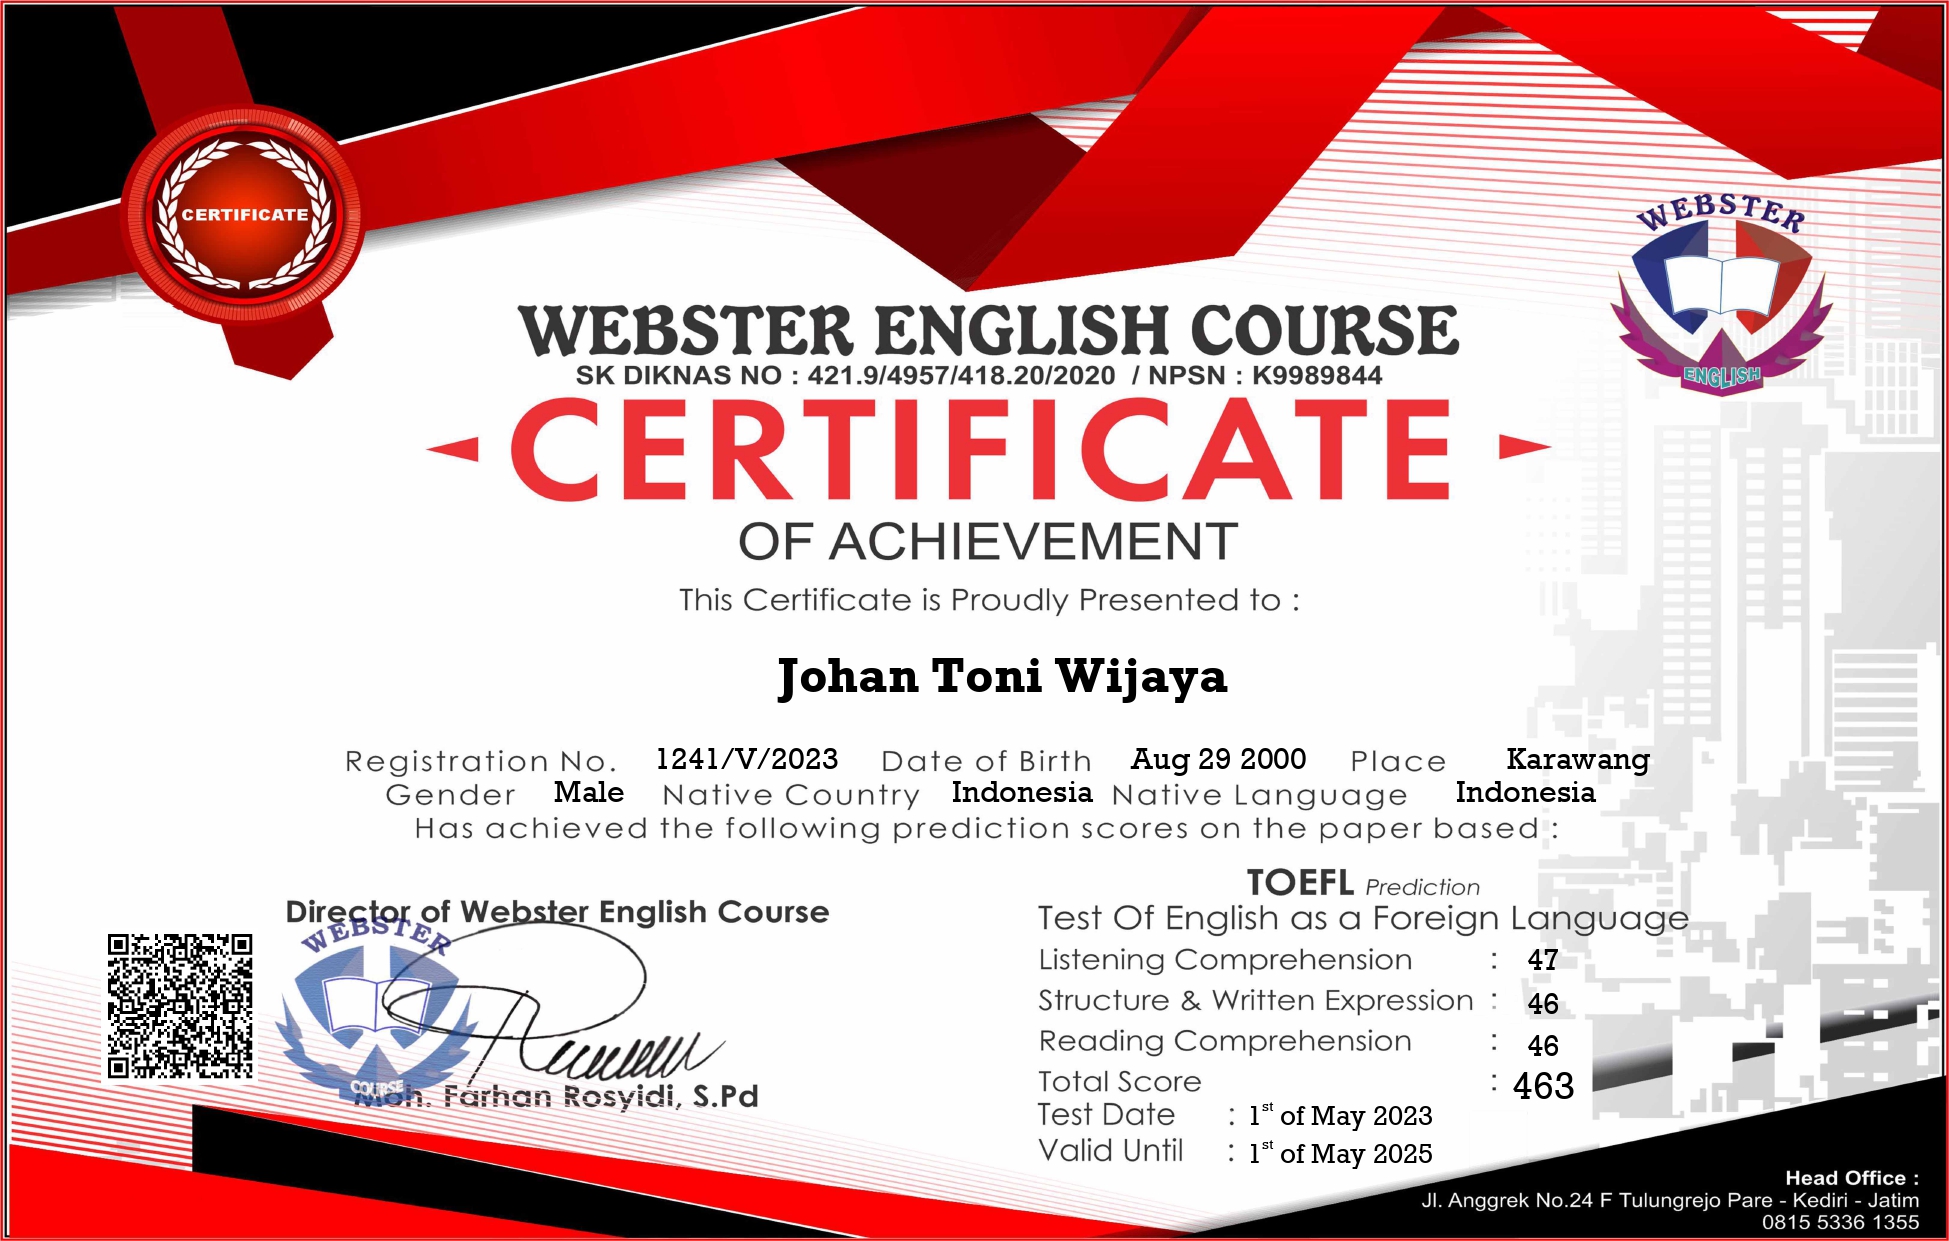 CERTIFICATE
WEBSTER
ENGLISH
WEBSTER ENGLISH COURSE
SK DIKNAS NO : 421.9/4957/418.20/2020 / NPSN : K9989844
CERTIFICATE
OF ACHIEVEMENT
This Certificate is Proudly Presented to :
Johan Toni Wijaya
Registration No. 1241/V/2023 Date of Birth Aug 29 2000 Place Karawang
Gender Male Native Country Indonesia Native Language Indonesia
Has achieved the following prediction scores on the paper based :
Director of Webster English Course
WEBSTER
COURSE
Moh. Farhan Rosyidi, S.Pd
TOEFL Prediction
Test Of English as a Foreign Language
Listening Comprehension : 47
Structure & Written Expression : 46
Reading Comprehension : 46
Total Score : 463
Test Date : 1st of May 2023
Valid Until : 1st of May 2025
Head Office :
Jl. Anggrek No.24 F Tulungrejo Pare - Kediri - Jatim
0815 5336 1355